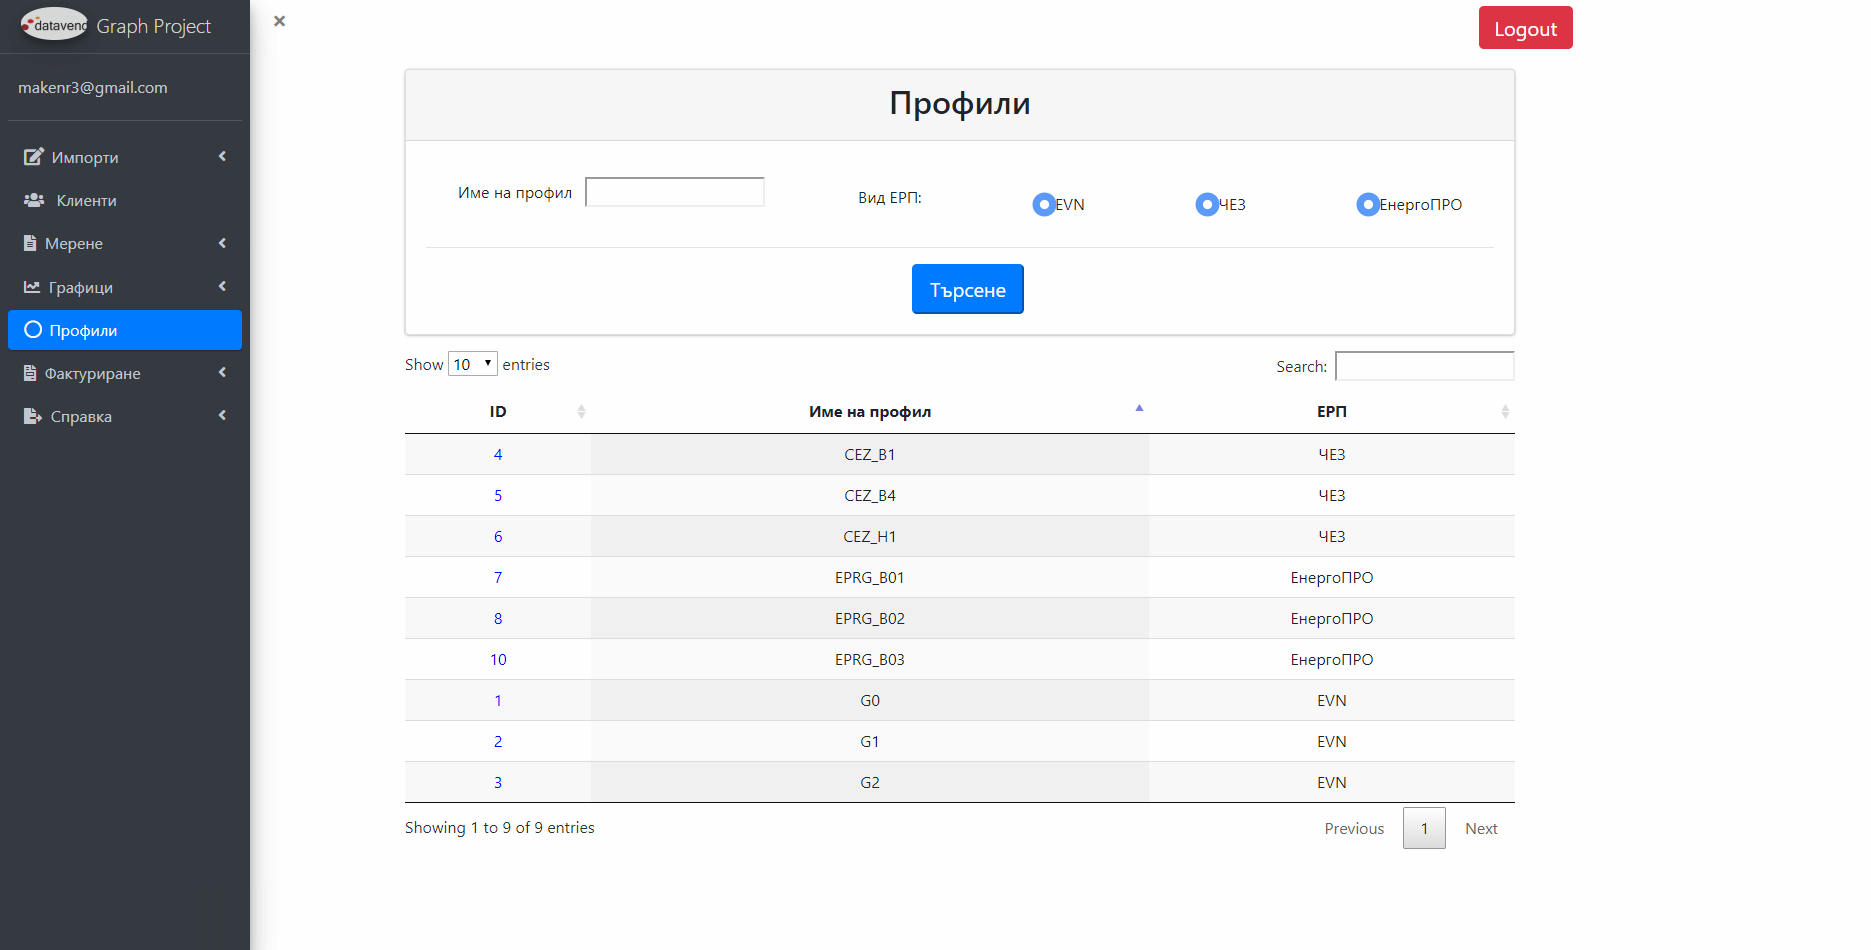 datavend Graph Project
makenr3@gmail.com
Импорти
Клиенти
Мерене
Графици
Профили
Фактуриране
Справка
×
Logout
Профили
Име на профил
Вид ЕРП:
EVN
ЧЕЗ
ЕнергоПРО
Търсене
Show 10 entries
Search:
ID Име на профил ЕРП
4 CEZ_B1 ЧЕЗ
5 CEZ_B4 ЧЕЗ
6 CEZ_H1 ЧЕЗ
7 EPRG_B01 ЕнергоПРО
8 EPRG_B02 ЕнергоПРО
10 EPRG_B03 ЕнергоПРО
1 G0 EVN
2 G1 EVN
3 G2 EVN
Showing 1 to 9 of 9 entries
Previous 1 Next